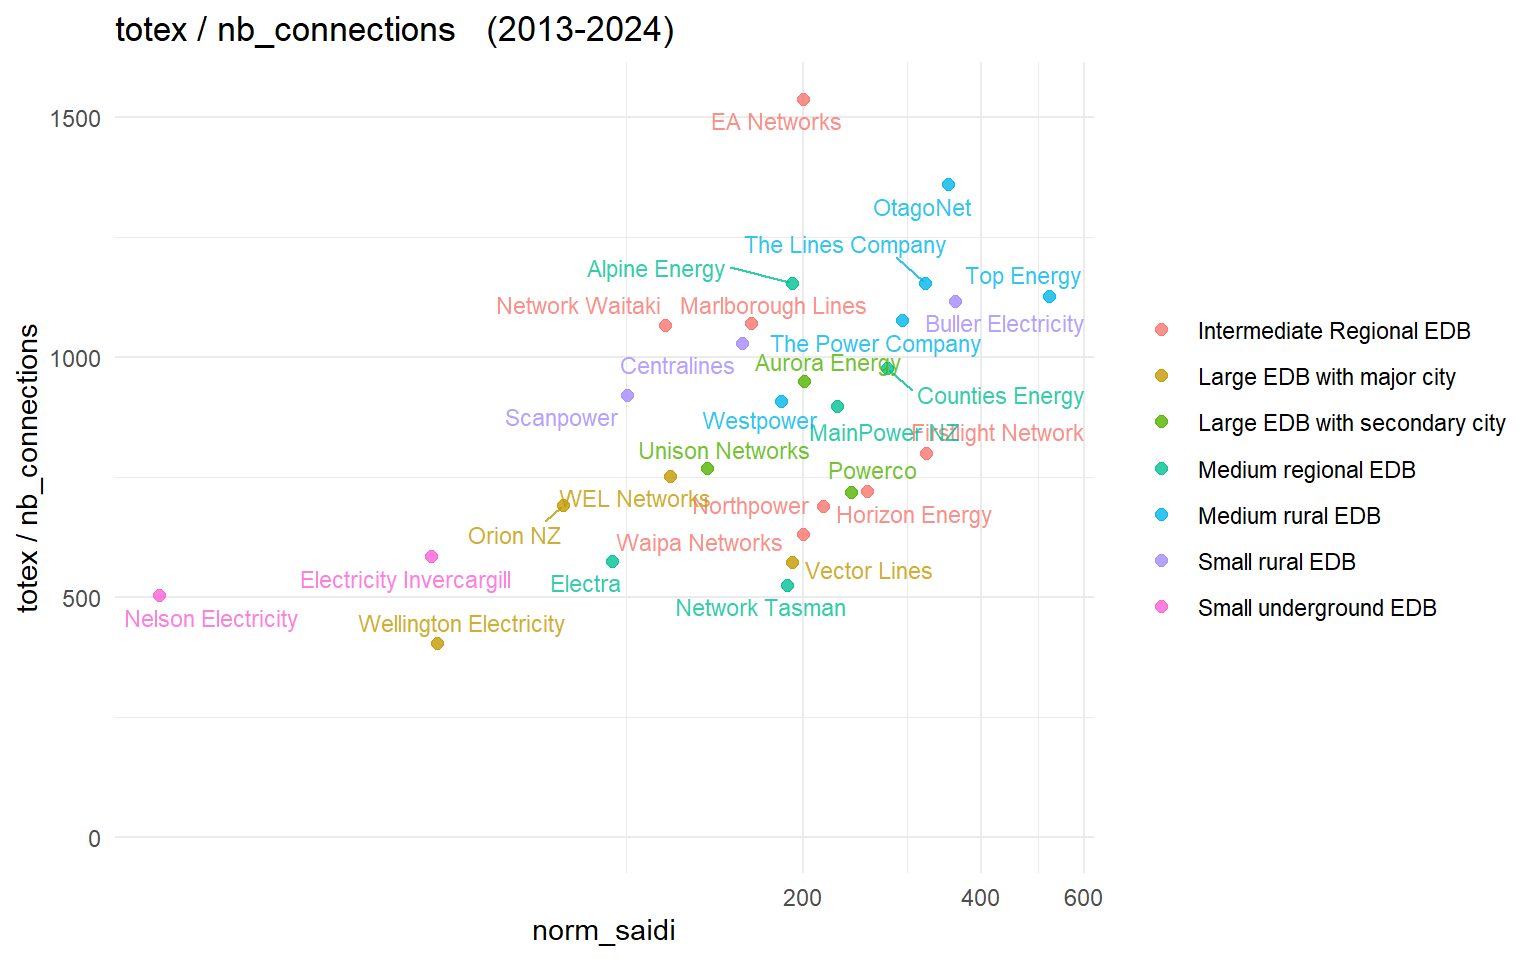 totex / nb_connections (2013-2024)
1500
EA Networks
OtagoNet
The Lines Company
Alpine Energy
Top Energy
Network Waitaki
Marlborough Lines
Buller Electricity
The Power Company
1000
Centralines
Aurora Energy
Counties Energy
Scanpower
Westpower
MainPower NZ
Firstlight Network
Unison Networks
Powerco
WEL Networks
Northpower
Horizon Energy
Orion NZ
Waipa Networks
Vector Lines
Electricity Invercargill
Electra
500
Network Tasman
Nelson Electricity
Wellington Electricity
0
200
400
600
norm_saidi
totex / nb_connections
Intermediate Regional EDB
Large EDB with major city
Large EDB with secondary city
Medium regional EDB
Medium rural EDB
Small rural EDB
Small underground EDB